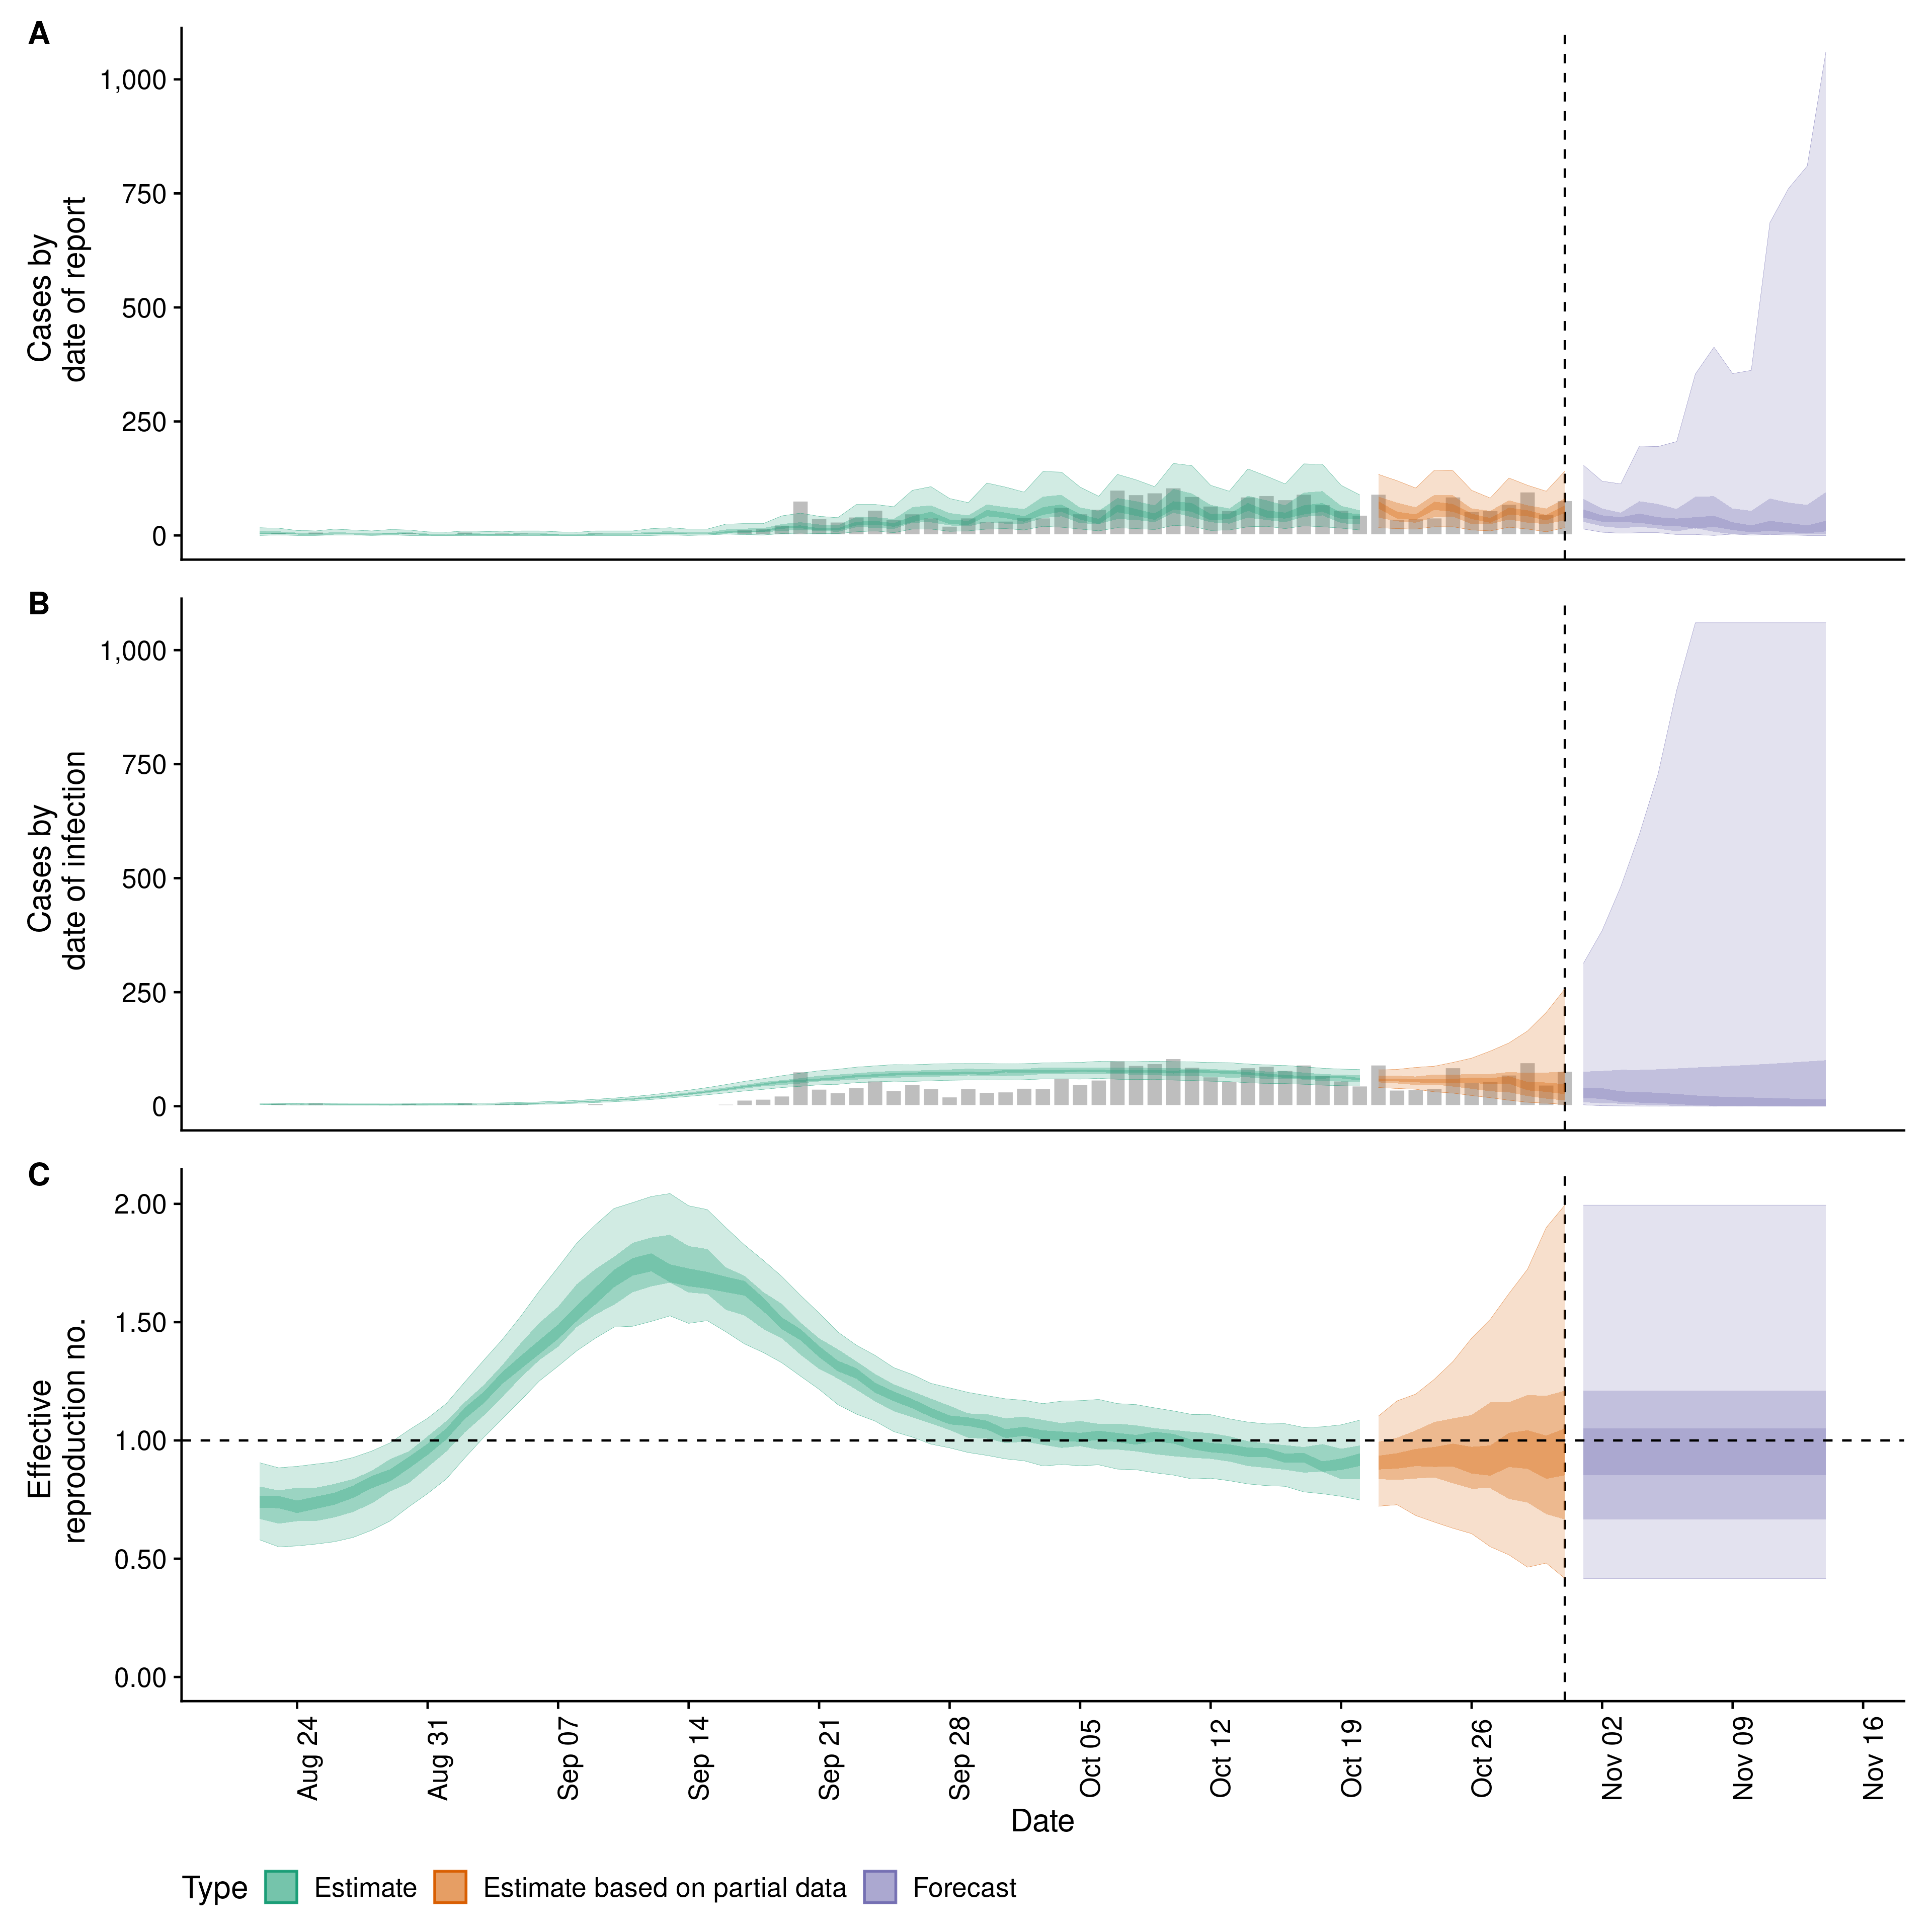 A
1,000
750
500
250
0
Cases by
date of report
B
1,000
750
500
250
0
Cases by
date of infection
C
2.00
1.50
1.00
0.50
0.00
Effective
reproduction no.
Aug 24
Aug 31
Sep 07
Sep 14
Sep 21
Sep 28
Oct 05
Oct 12
Oct 19
Oct 26
Nov 02
Nov 09
Nov 16
Date
Type Estimate Estimate based on partial data Forecast